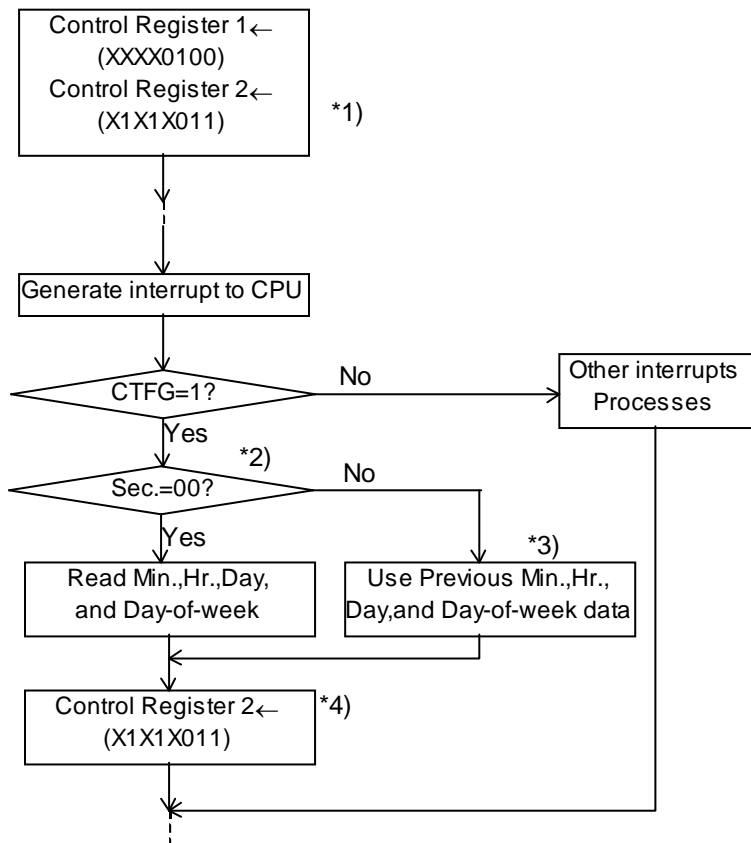 Control Register 1←
(XXXX0100)
Control Register 2←
(X1X1X011)
*1)
Generate interrupt to CPU
CTFG=1?
No
Other interrupts
Processes
Yes
*2)
Sec.=00?
No
Yes
*3)
Read Min.,Hr.,Day,
and Day-of-week
Use Previous Min.,Hr.,
Day,and Day-of-week data
Control Register 2←
(X1X1X011)
*4)